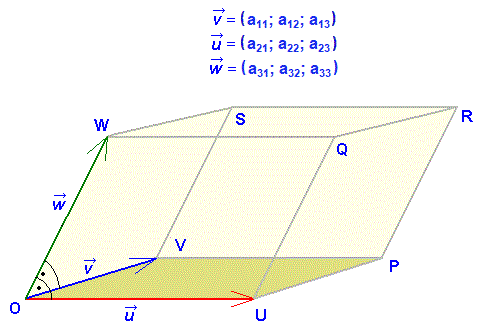 v = (a11; a12; a13)
u = (a21; a22; a23)
w = (a31; a32; a33)
S
R
W
Q
w
V
v
P
O
u
U